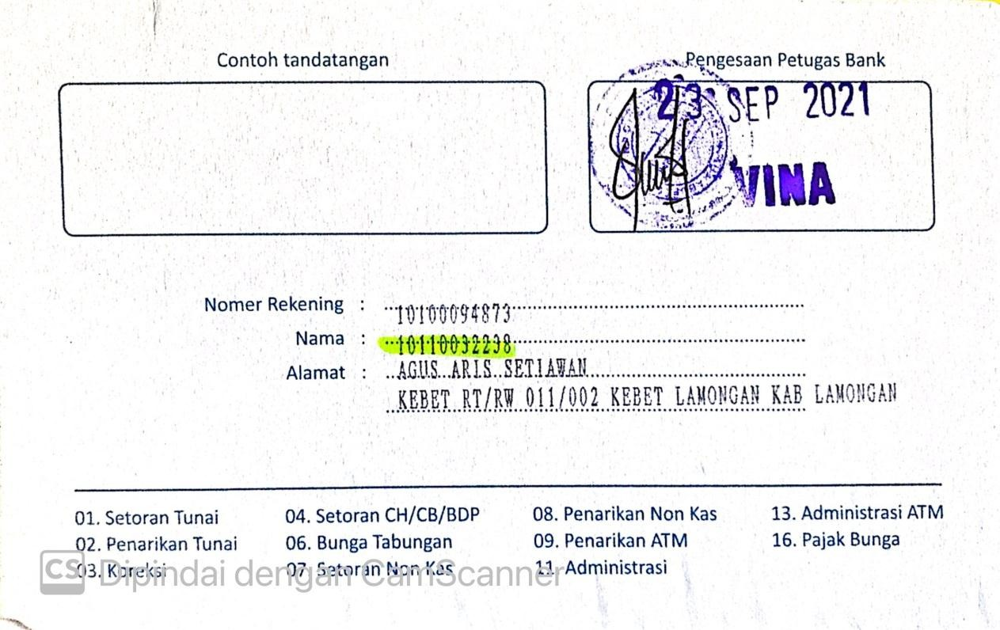 Contoh tandatangan
Pengesaan Petugas Bank
23 SEP 2021
VINA
Nomer Rekening : 10100094873
Nama : 10110032238
Alamat : AGUS ARIS SETIAWAN
KEBET RT/RW 011/002 KEBET LAMONGAN KAB LAMONGAN
01. Setoran Tunai 04. Setoran CH/CB/BDP 08. Penarikan Non Kas 13. Administrasi ATM
02. Penarikan Tunai 06. Bunga Tabungan 09. Penarikan ATM 16. Pajak Bunga
03. Koreksi 07. Setoran Non Kas 11. Administrasi
CS Dipindai dengan CamScanner